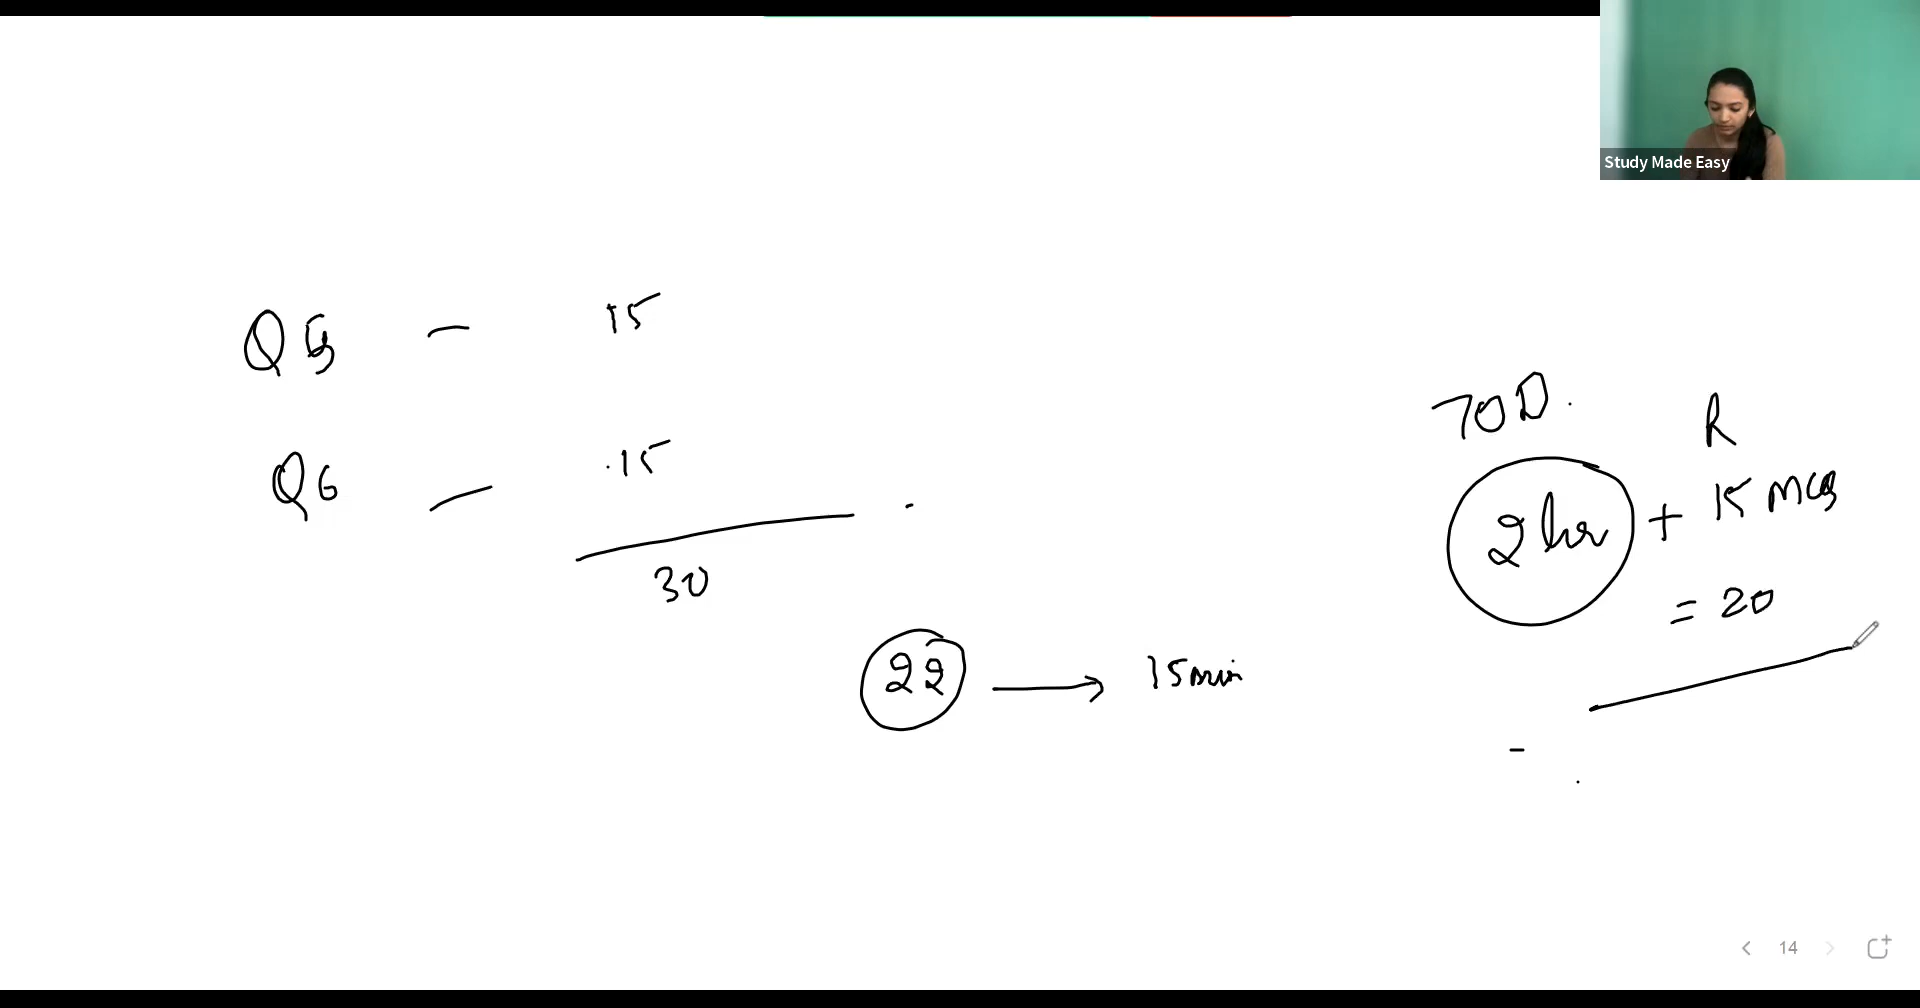 Study Made Easy
Q5 - 15
Q6 - 15
30
22 → 15min
70D. R
2hr + 15 MCQ
= 20
14